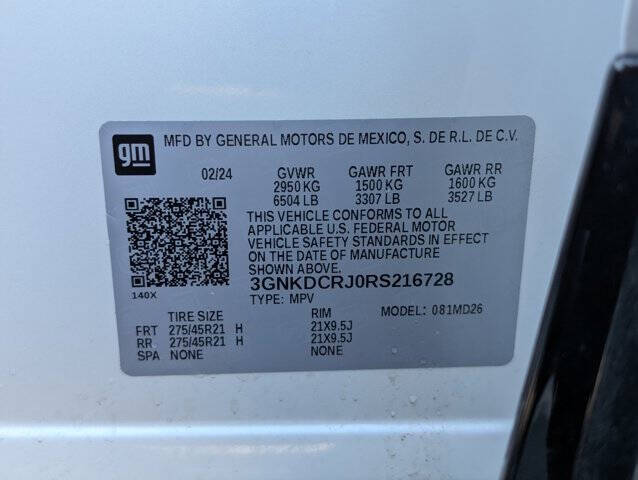 gm MFD BY GENERAL MOTORS DE MEXICO, S. DE R.L. DE C.V.
02/24 GVWR GAWR FRT GAWR RR
2950 KG 1500 KG 1600 KG
6504 LB 3307 LB 3527 LB
THIS VEHICLE CONFORMS TO ALL
APPLICABLE U.S. FEDERAL MOTOR
VEHICLE SAFETY STANDARDS IN EFFECT
ON THE DATE OF MANUFACTURE
SHOWN ABOVE.
140X 3GNKDCRJ0RS216728
TYPE: MPV MODEL: 081MD26
TIRE SIZE RIM
FRT 275/45R21 H 21X9.5J
RR 275/45R21 H 21X9.5J
SPA NONE NONE